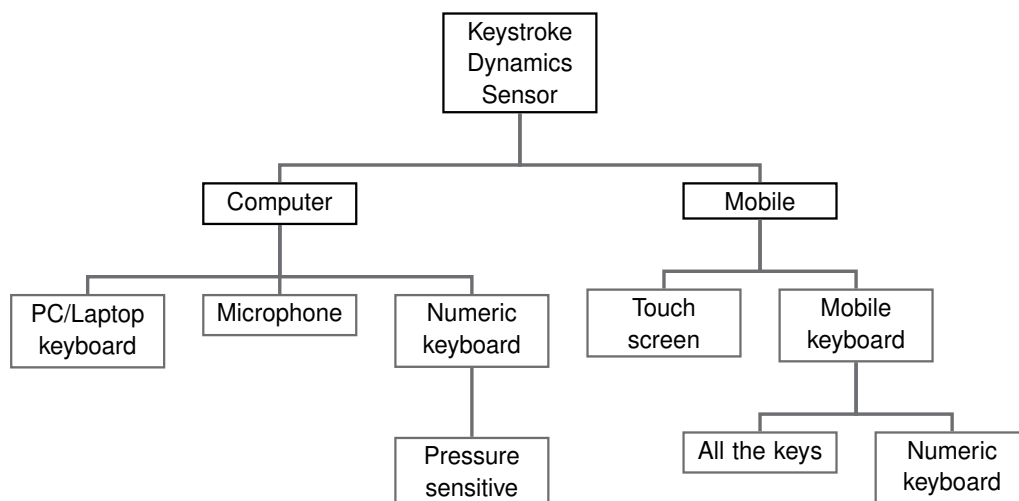 Keystroke
Dynamics
Sensor
Computer
Mobile
PC/Laptop
keyboard
Microphone
Numeric
keyboard
Touch
screen
Mobile
keyboard
Pressure
sensitive
All the keys
Numeric
keyboard